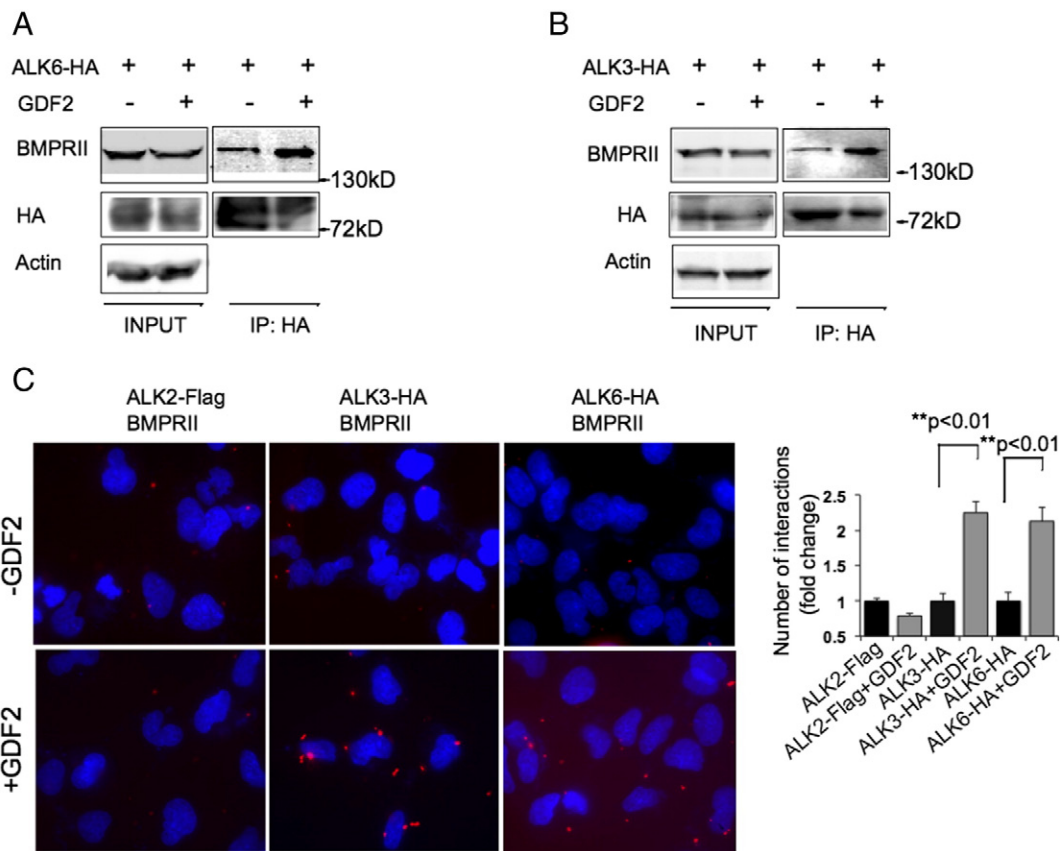 A
ALK6-HA + + + +
GDF2 - + - +
BMPRII
130kD
HA
72kD
Actin
INPUT IP: HA
B
ALK3-HA + + + +
GDF2 - + - +
BMPRII
130kD
HA
72kD
Actin
INPUT IP: HA
C
ALK2-Flag ALK3-HA ALK6-HA
BMPRII BMPRII BMPRII
-GDF2
+GDF2
**p<0.01
**p<0.01
Number of interactions
(fold change)
2.5
2
1.5
1
0.5
ALK2-Flag
ALK2-Flag+GDF2
ALK3-HA
ALK3-HA+GDF2
ALK6-HA
ALK6-HA+GDF2